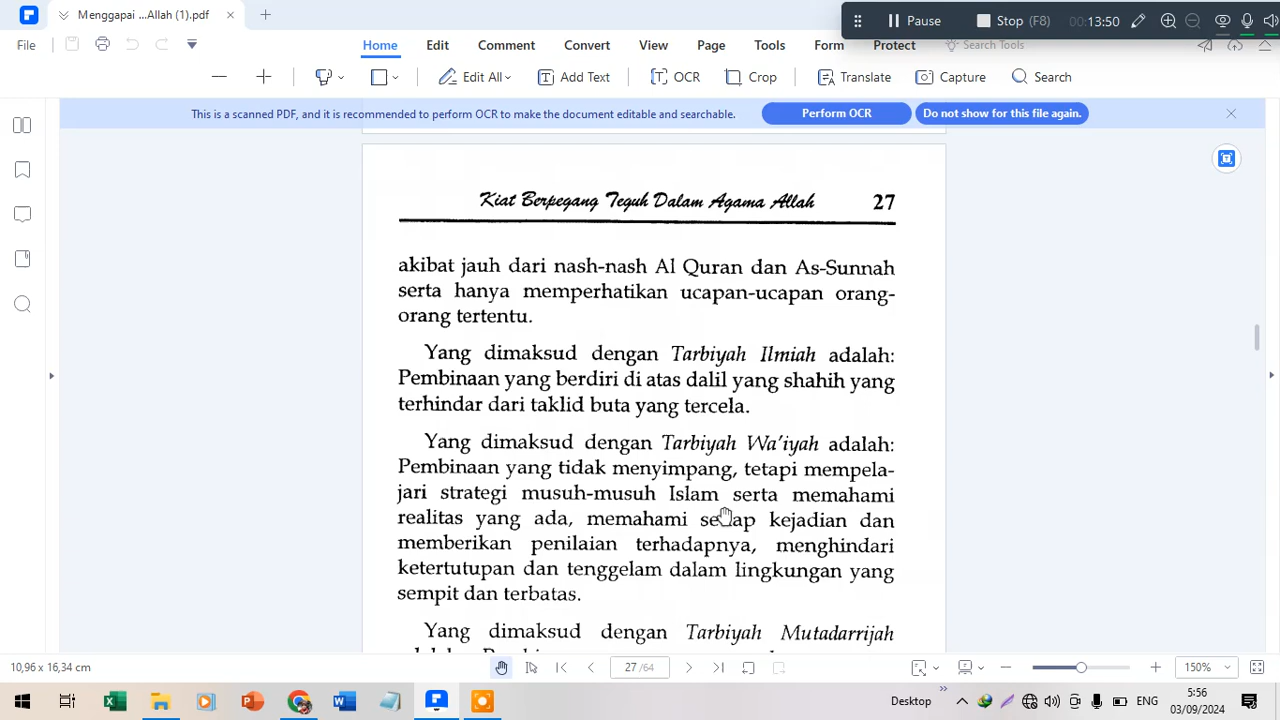 Menggapai ...Allah (1).pdf
Pause
Stop (F8)
00:13:50
File
Home
Edit
Comment
Convert
View
Page
Tools
Form
Protect
Search Tools
Edit All
Add Text
OCR
Crop
Translate
Capture
Search
This is a scanned PDF, and it is recommended to perform OCR to make the document editable and searchable.
Perform OCR
Do not show for this file again.
Kiat Berpegang Teguh Dalam Agama Allah 27
akibat jauh dari nash-nash Al Quran dan As-Sunnah
serta hanya memperhatikan ucapan-ucapan orang-
orang tertentu.
Yang dimaksud dengan Tarbiyah Ilmiah adalah:
Pembinaan yang berdiri di atas dalil yang shahih yang
terhindar dari taklid buta yang tercela.
Yang dimaksud dengan Tarbiyah Wa'iyah adalah:
Pembinaan yang tidak menyimpang, tetapi mempela-
jari strategi musuh-musuh Islam serta memahami
realitas yang ada, memahami setiap kejadian dan
memberikan penilaian terhadapnya, menghindari
ketertutupan dan tenggelam dalam lingkungan yang
sempit dan terbatas.
Yang dimaksud dengan Tarbiyah Mutadarrijah
10,96 x 16,34 cm
27 /64
150%
Desktop
ENG
5:56
03/09/2024